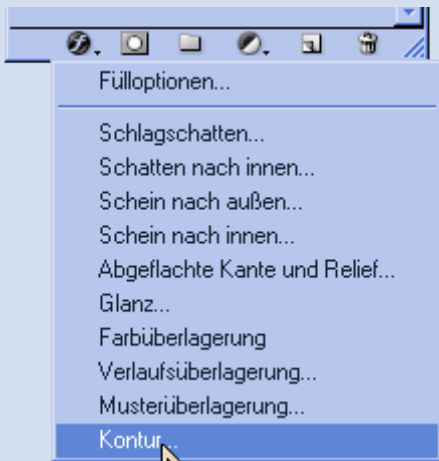 Fülloptionen...
Schlagschatten...
Schatten nach innen...
Schein nach außen...
Schein nach innen...
Abgeflachte Kante und Relief...
Glanz...
Farbüberlagerung
Verlaufsüberlagerung...
Musterüberlagerung...
Kontur...